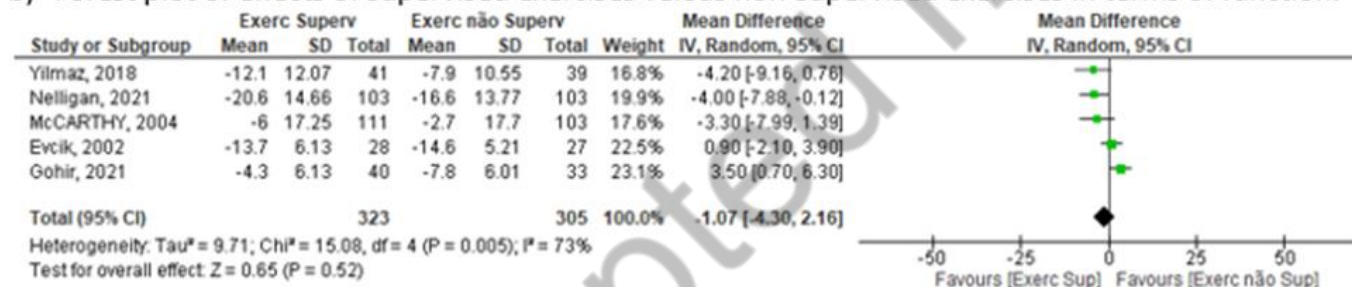 Exerc Superv Exerc não Superv Mean Difference Mean Difference
Study or Subgroup Mean SD Total Mean SD Total Weight IV, Random, 95% CI IV, Random, 95% CI
Yilmaz, 2018 -12.1 12.07 41 -7.9 10.55 39 16.8% -4.20 [-9.16, 0.76]
Nelligan, 2021 -20.6 14.66 103 -16.6 13.77 103 19.9% -4.00 [-7.88, -0.12]
McCARTHY, 2004 -6 17.25 111 -2.7 17.7 103 17.6% -3.30 [-7.99, 1.39]
Evcik, 2002 -13.7 6.13 28 -14.6 5.21 27 22.5% 0.90 [-2.10, 3.90]
Gohir, 2021 -4.3 6.13 40 -7.8 6.01 33 23.1% 3.50 [0.70, 6.30]
Total (95% CI) 323 305 100.0% -1.07 [-4.30, 2.16]
Heterogeneity: Tau² = 9.71; Chi² = 15.08, df = 4 (P = 0.005); I² = 73%
Test for overall effect: Z = 0.65 (P = 0.52)
-50 -25 0 25 50
Favours [Exerc Sup] Favours [Exerc não Sup]